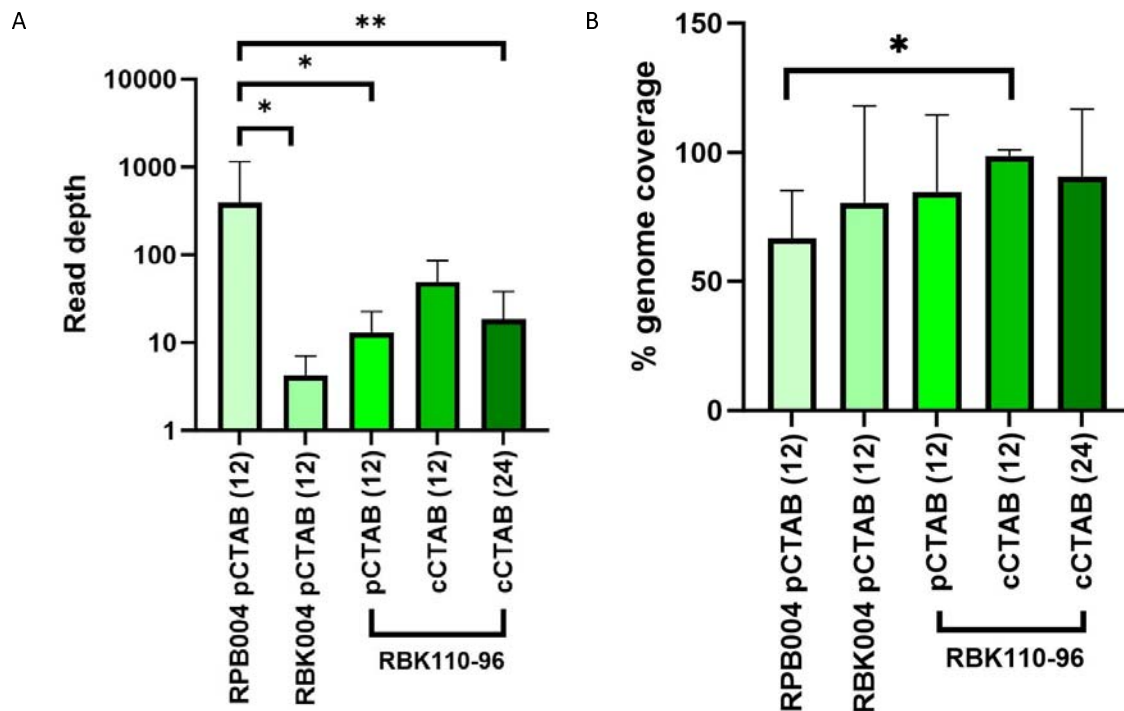 A
**
*
*
10000
1000
100
10
1
Read depth
RPB004 pCTAB (12)
RBK004 pCTAB (12)
pCTAB (12)
cCTAB (12)
cCTAB (24)
RBK110-96
B
*
150
100
50
0
% genome coverage
RPB004 pCTAB (12)
RBK004 pCTAB (12)
pCTAB (12)
cCTAB (12)
cCTAB (24)
RBK110-96